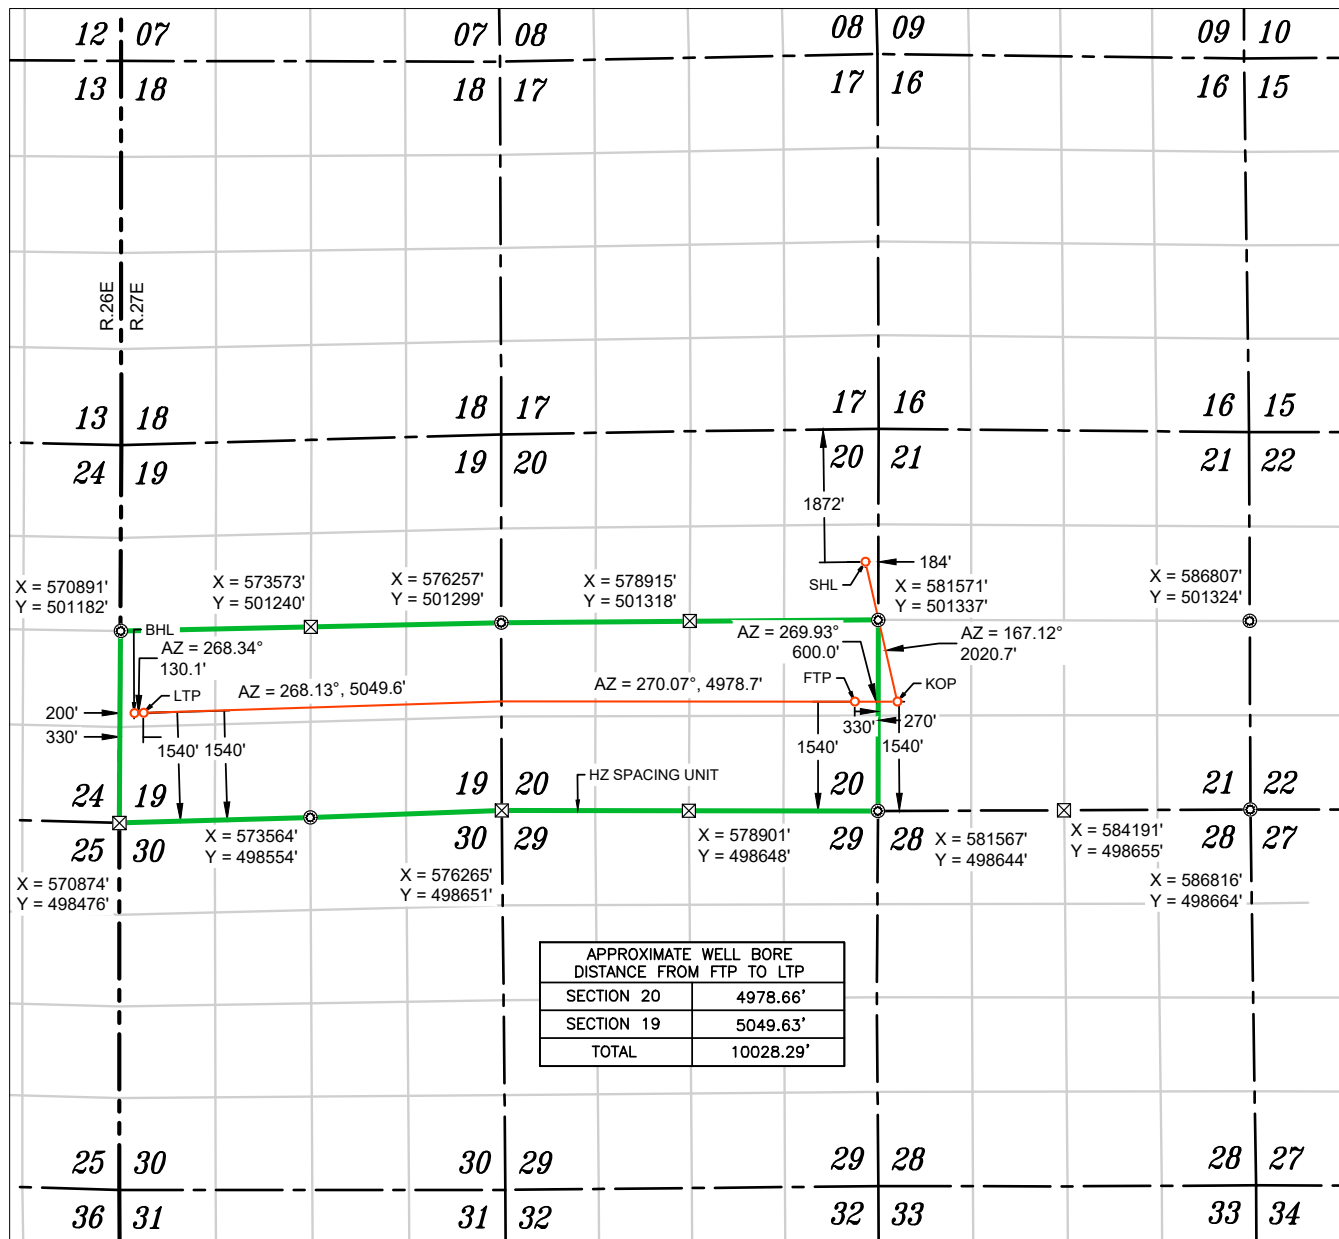 12 07 07 08 08 09 09 10
13 18 18 17 17 16 16 15
R.26E
R.27E
13 18 18 17 17 16 16 15
24 19 19 20 20 21 21 22
1872'
184'
SHL
X = 570891'
Y = 501182'
X = 573573'
Y = 501240'
X = 576257'
Y = 501299'
X = 578915'
Y = 501318'
X = 581571'
Y = 501337'
X = 586807'
Y = 501324'
BHL
AZ = 268.34°
130.1'
LTP
AZ = 268.13°, 5049.6'
AZ = 270.07°, 4978.7'
AZ = 269.93°
600.0'
FTP
AZ = 167.12°
2020.7'
KOP
200'
330'
1540' 1540'
1540'
330'
270'
1540'
HZ SPACING UNIT
24 19 19 20 20 21 22
25 30 30 29 29 28 28 27
X = 573564'
Y = 498554'
X = 578901'
Y = 498648'
X = 581567'
Y = 498644'
X = 584191'
Y = 498655'
X = 570874'
Y = 498476'
X = 576265'
Y = 498651'
X = 586816'
Y = 498664'
APPROXIMATE WELL BORE
DISTANCE FROM FTP TO LTP
SECTION 20 4978.66'
SECTION 19 5049.63'
TOTAL 10028.29'
25 30 30 29 29 28 28 27
36 31 31 32 32 33 33 34